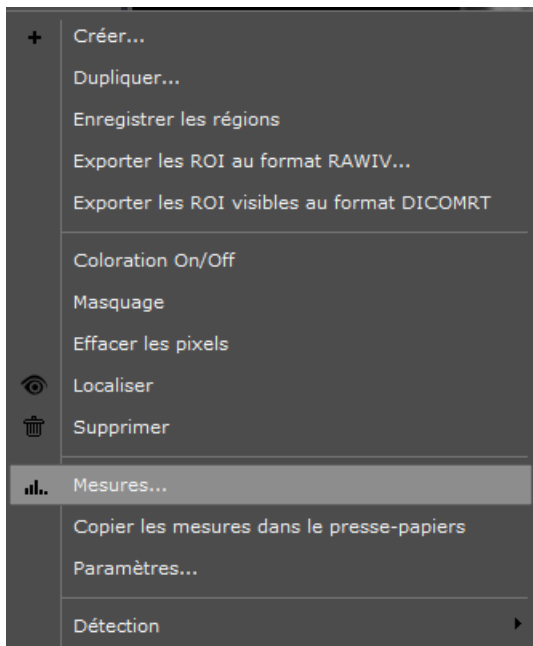 Créer...
Dupliquer...
Enregistrer les régions
Exporter les ROI au format RAWIV...
Exporter les ROI visibles au format DICOMRT
Coloration On/Off
Masquage
Effacer les pixels
Localiser
Supprimer
Mesures...
Copier les mesures dans le presse-papiers
Paramètres...
Détection